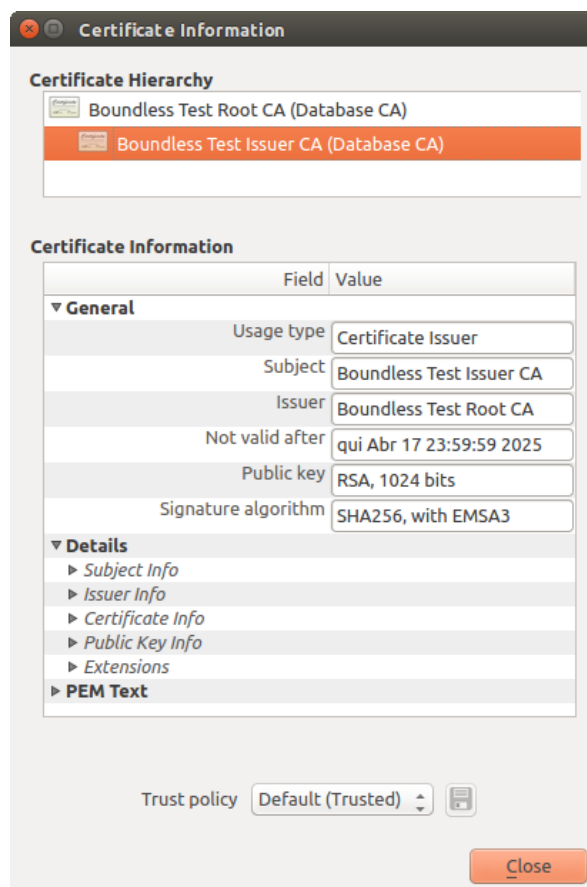 Certificate Information
Certificate Hierarchy
Boundless Test Root CA (Database CA)
Boundless Test Issuer CA (Database CA)
Certificate Information
Field Value
General
Usage type Certificate Issuer
Subject Boundless Test Issuer CA
Issuer Boundless Test Root CA
Not valid after qui Abr 17 23:59:59 2025
Public key RSA, 1024 bits
Signature algorithm SHA256, with EMSA3
Details
Subject Info
Issuer Info
Certificate Info
Public Key Info
Extensions
PEM Text
Trust policy Default (Trusted)
Close